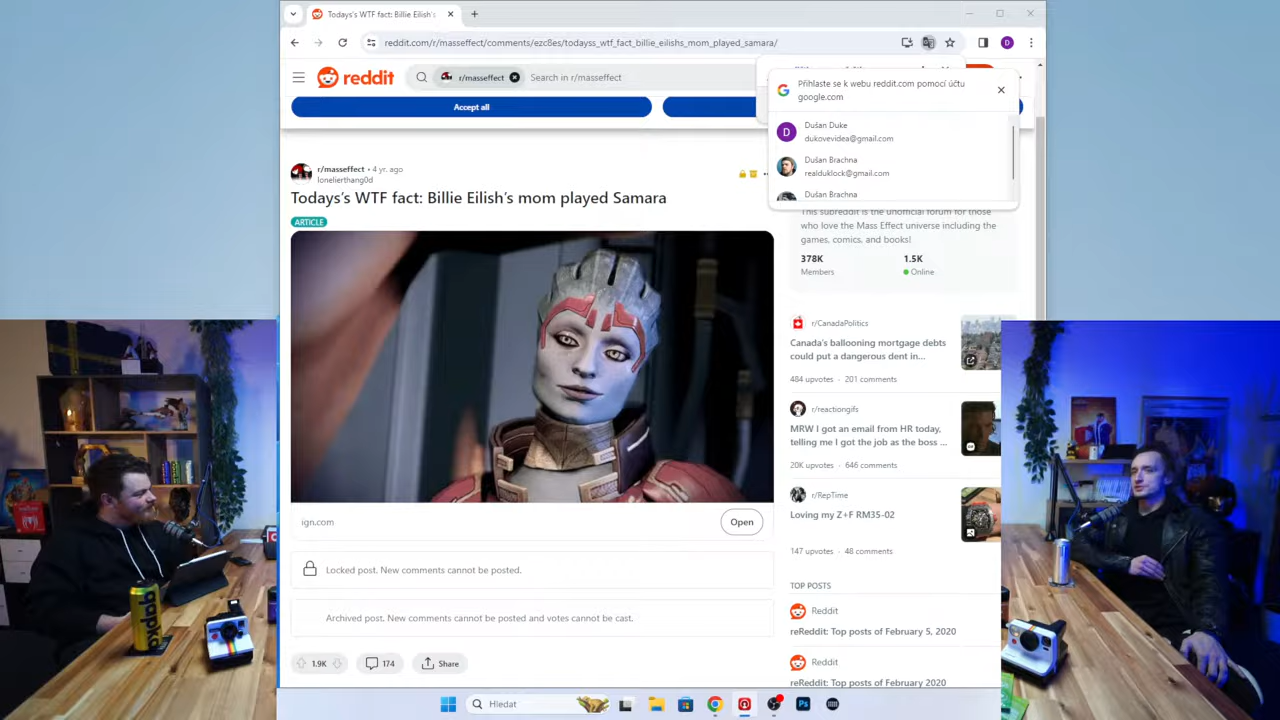 Todays's WTF fact: Billie Eilish's
reddit.com/r/masseffect/comments/ezc8es/todayss_wtf_fact_billie_eilishs_mom_played_samara/
reddit
r/masseffect
Search in r/masseffect
Accept all
Přihlaste se k webu reddit.com pomocí účtu
google.com
D
Dušan Duke
dukovevidea@gmail.com
Dušan Brachna
realduklock@gmail.com
Dušan Brachna
r/masseffect • 4 yr. ago
lonelierthang0d
Todays's WTF fact: Billie Eilish's mom played Samara
ARTICLE
ign.com
Open
Locked post. New comments cannot be posted.
Archived post. New comments cannot be posted and votes cannot be cast.
1.9K
174
Share
This subreddit is the unofficial forum for those
who love the Mass Effect universe including the
games, comics, and books!
378K
1.5K
Members
Online
r/CanadaPolitics
Canada's ballooning mortgage debts
could put a dangerous dent in...
484 upvotes · 201 comments
r/reactiongifs
MRW I got an email from HR today,
telling me I got the job as the boss ...
20K upvotes · 646 comments
r/RepTime
Loving my Z+F RM35-02
147 upvotes · 48 comments
TOP POSTS
Reddit
reReddit: Top posts of February 5, 2020
Reddit
reReddit: Top posts of February 2020
Hledat
Ps